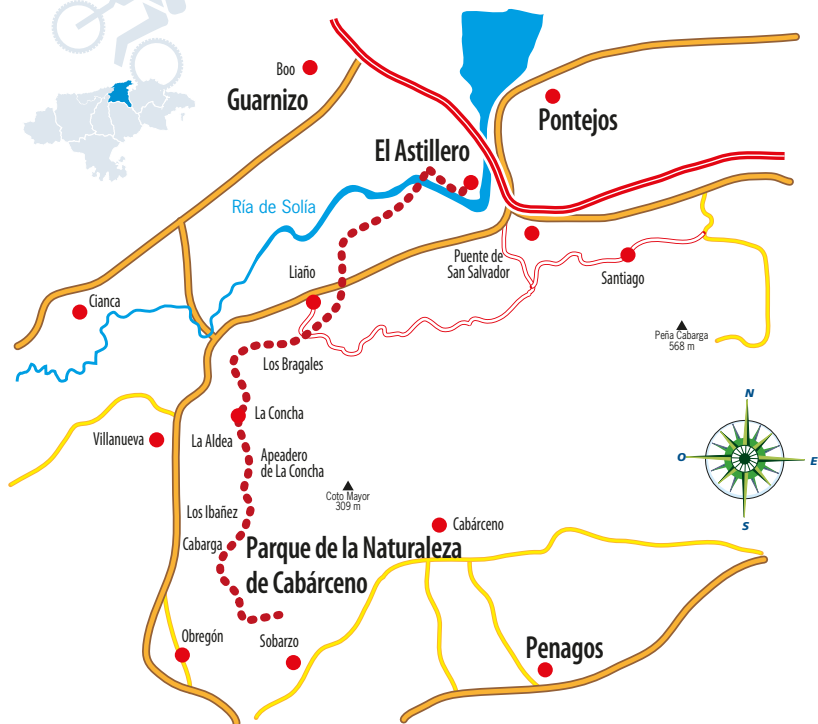 Boo
Guarnizo
Pontejos
El Astillero
Ría de Solía
Puente de
San Salvador
Santiago
Liaño
Cianca
Peña Cabarga
568 m
Los Bragales
La Concha
Villanueva
La Aldea
Apeadero
de La Concha
Coto Mayor
309 m
N
O
E
S
Los Ibañez
Cabárceno
Cabarga
Parque de la Naturaleza
de Cabárceno
Obregón
Sobarzo
Penagos